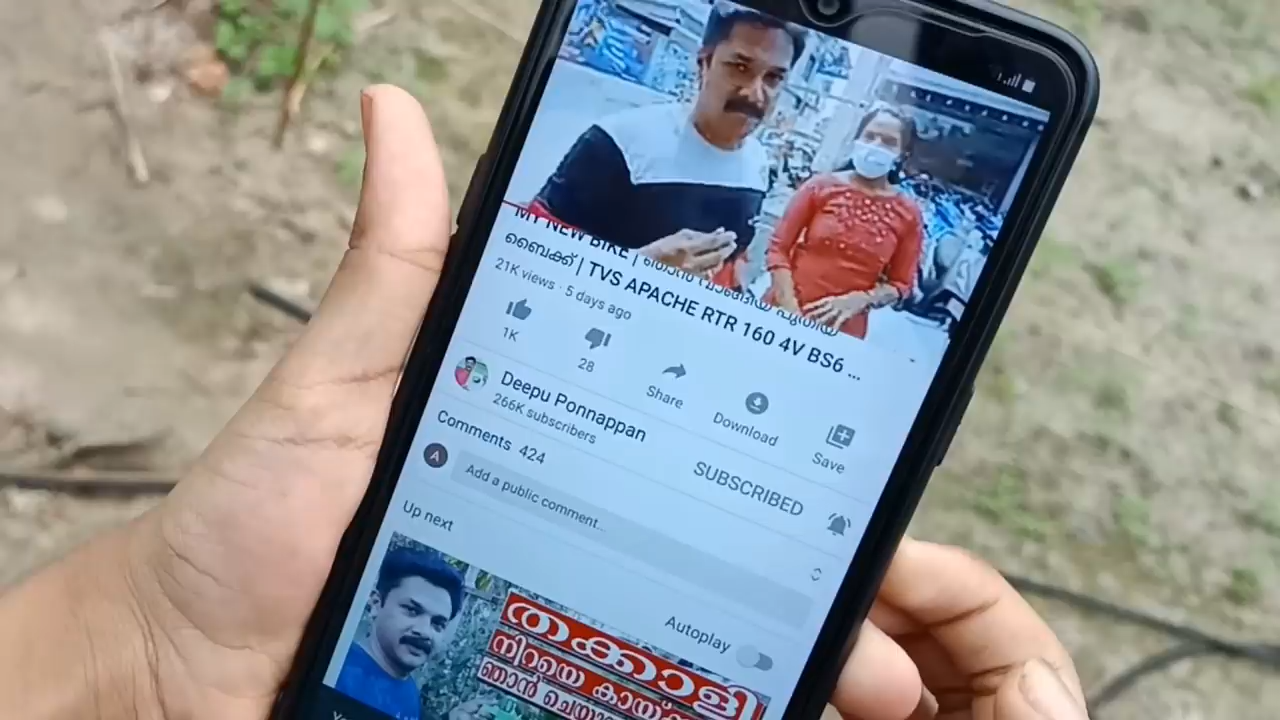 MY NEW BIKE | ഞാൻ വാങ്ങിയ പുതിയ
ബൈക്ക് | TVS APACHE RTR 160 4V BS6 ...
21K views · 5 days ago
1K
28
Share
Download
Save
Deepu Ponnappan
266K subscribers
SUBSCRIBED
Comments 424
A
Add a public comment...
Up next
Autoplay
തക്കാളി
നിറയെ കായ്ക്
ഞാൻ